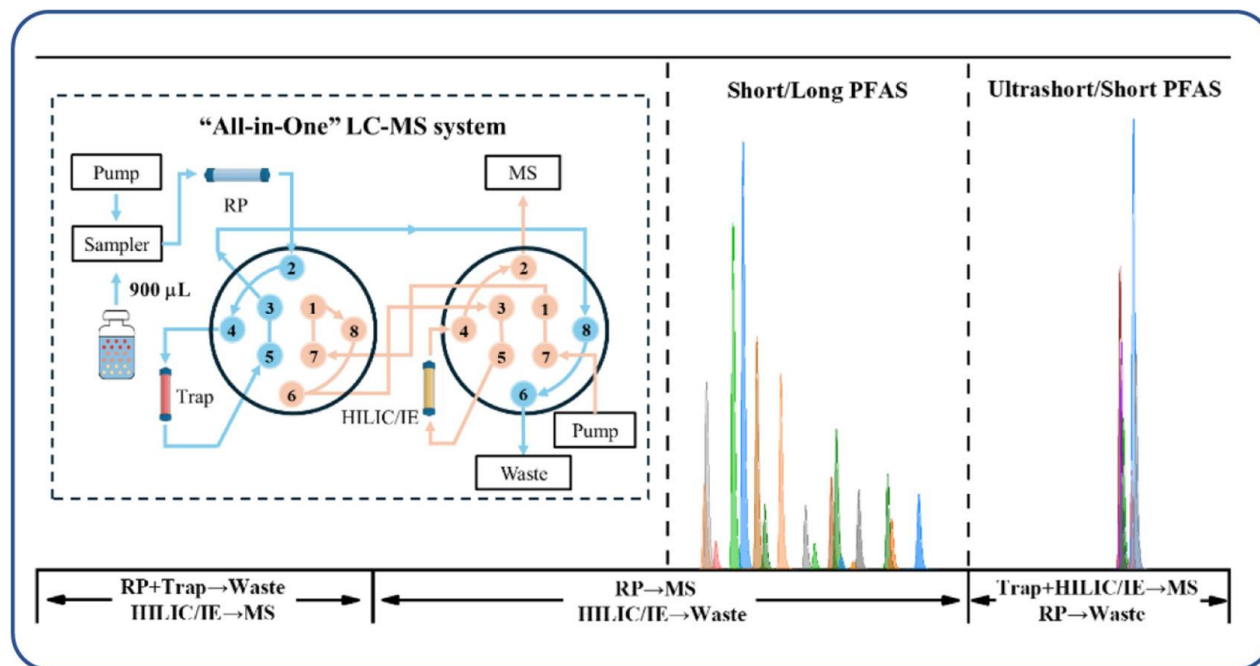 Short/Long PFAS
Ultrashort/Short PFAS
“All-in-One” LC-MS system
Pump
RP
MS
Sampler
900 μL
2
3
1
4
8
5
7
6
Trap
2
3
1
4
8
5
7
6
HILIC/IE
Pump
Waste
RP+Trap→Waste
HILIC/IE→MS
RP→MS
HILIC/IE→Waste
Trap+HILIC/IE→MS
RP→Waste